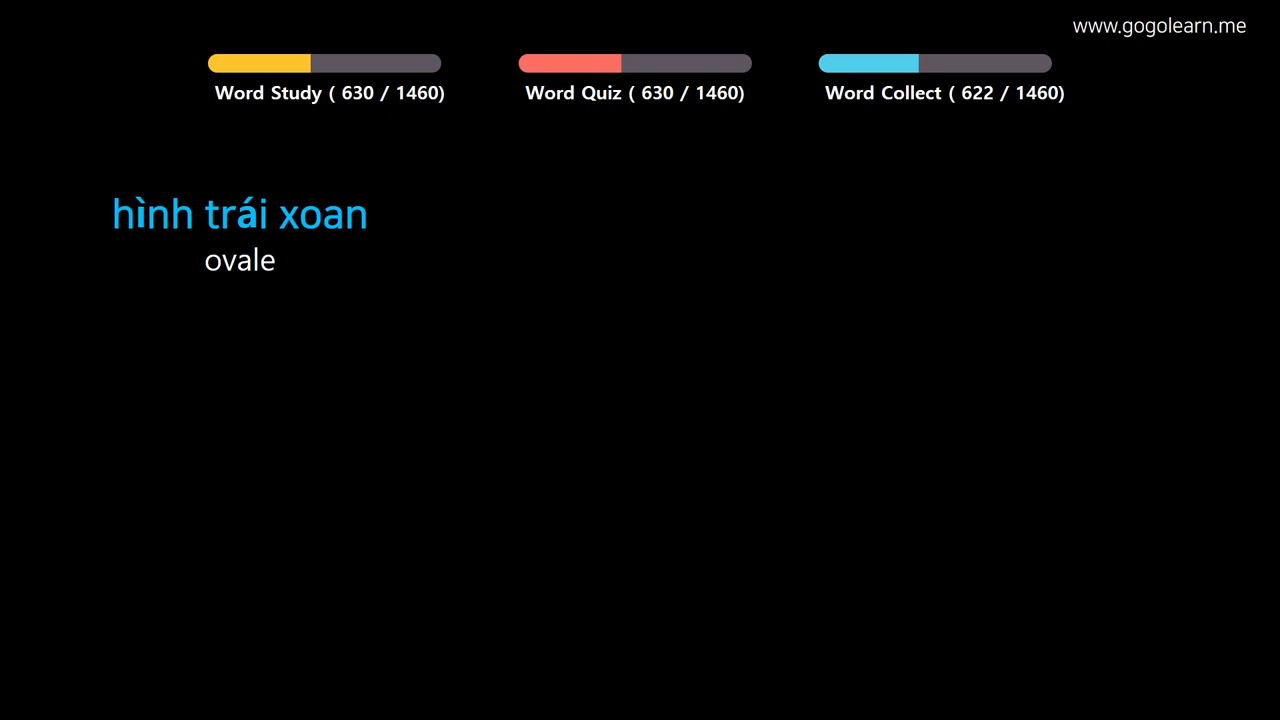 www.gogolearn.me
Word Study ( 630 / 1460)
Word Quiz ( 630 / 1460)
Word Collect ( 622 / 1460)
hình trái xoan
ovale